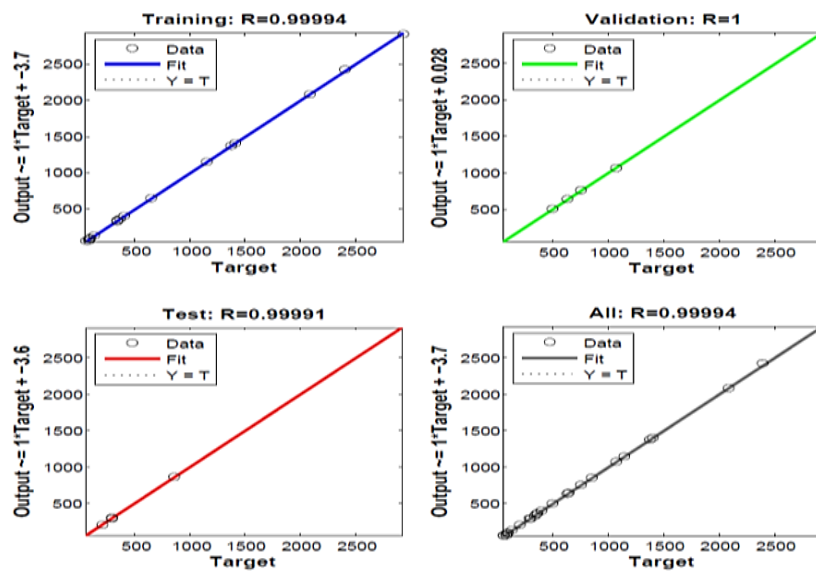 Training: R=0.99994
Output ~= 1*Target + -3.7
Data
Fit
Y = T
2500
2000
1500
1000
500
500 1000 1500 2000 2500
Target
Validation: R=1
Output ~= 1*Target + 0.028
Data
Fit
Y = T
2500
2000
1500
1000
500
500 1000 1500 2000 2500
Target
Test: R=0.99991
Output ~= 1*Target + -3.6
Data
Fit
Y = T
2500
2000
1500
1000
500
500 1000 1500 2000 2500
Target
All: R=0.99994
Output ~= 1*Target + -3.7
Data
Fit
Y = T
2500
2000
1500
1000
500
500 1000 1500 2000 2500
Target